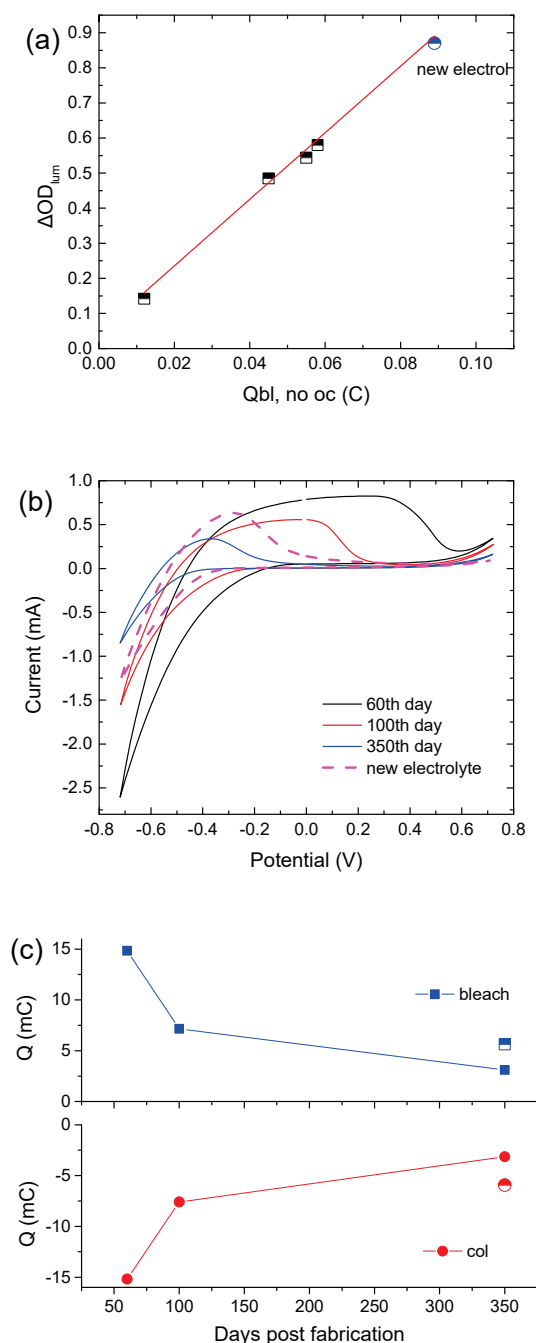 (a)
0.9
0.8
0.7
0.6
0.5
0.4
0.3
0.2
0.1
0.0
ΔOD_lum
new electrol
0.00 0.02 0.04 0.06 0.08 0.10
Qbl, no oc (C)
(b)
1.0
0.5
0.0
-0.5
-1.0
-1.5
-2.0
-2.5
Current (mA)
60th day
100th day
350th day
new electrolyte
-0.8 -0.6 -0.4 -0.2 0.0 0.2 0.4 0.6 0.8
Potential (V)
(c)
15
10
5
0
Q (mC)
bleach
0
-5
-10
-15
Q (mC)
col
50 100 150 200 250 300 350
Days post fabrication